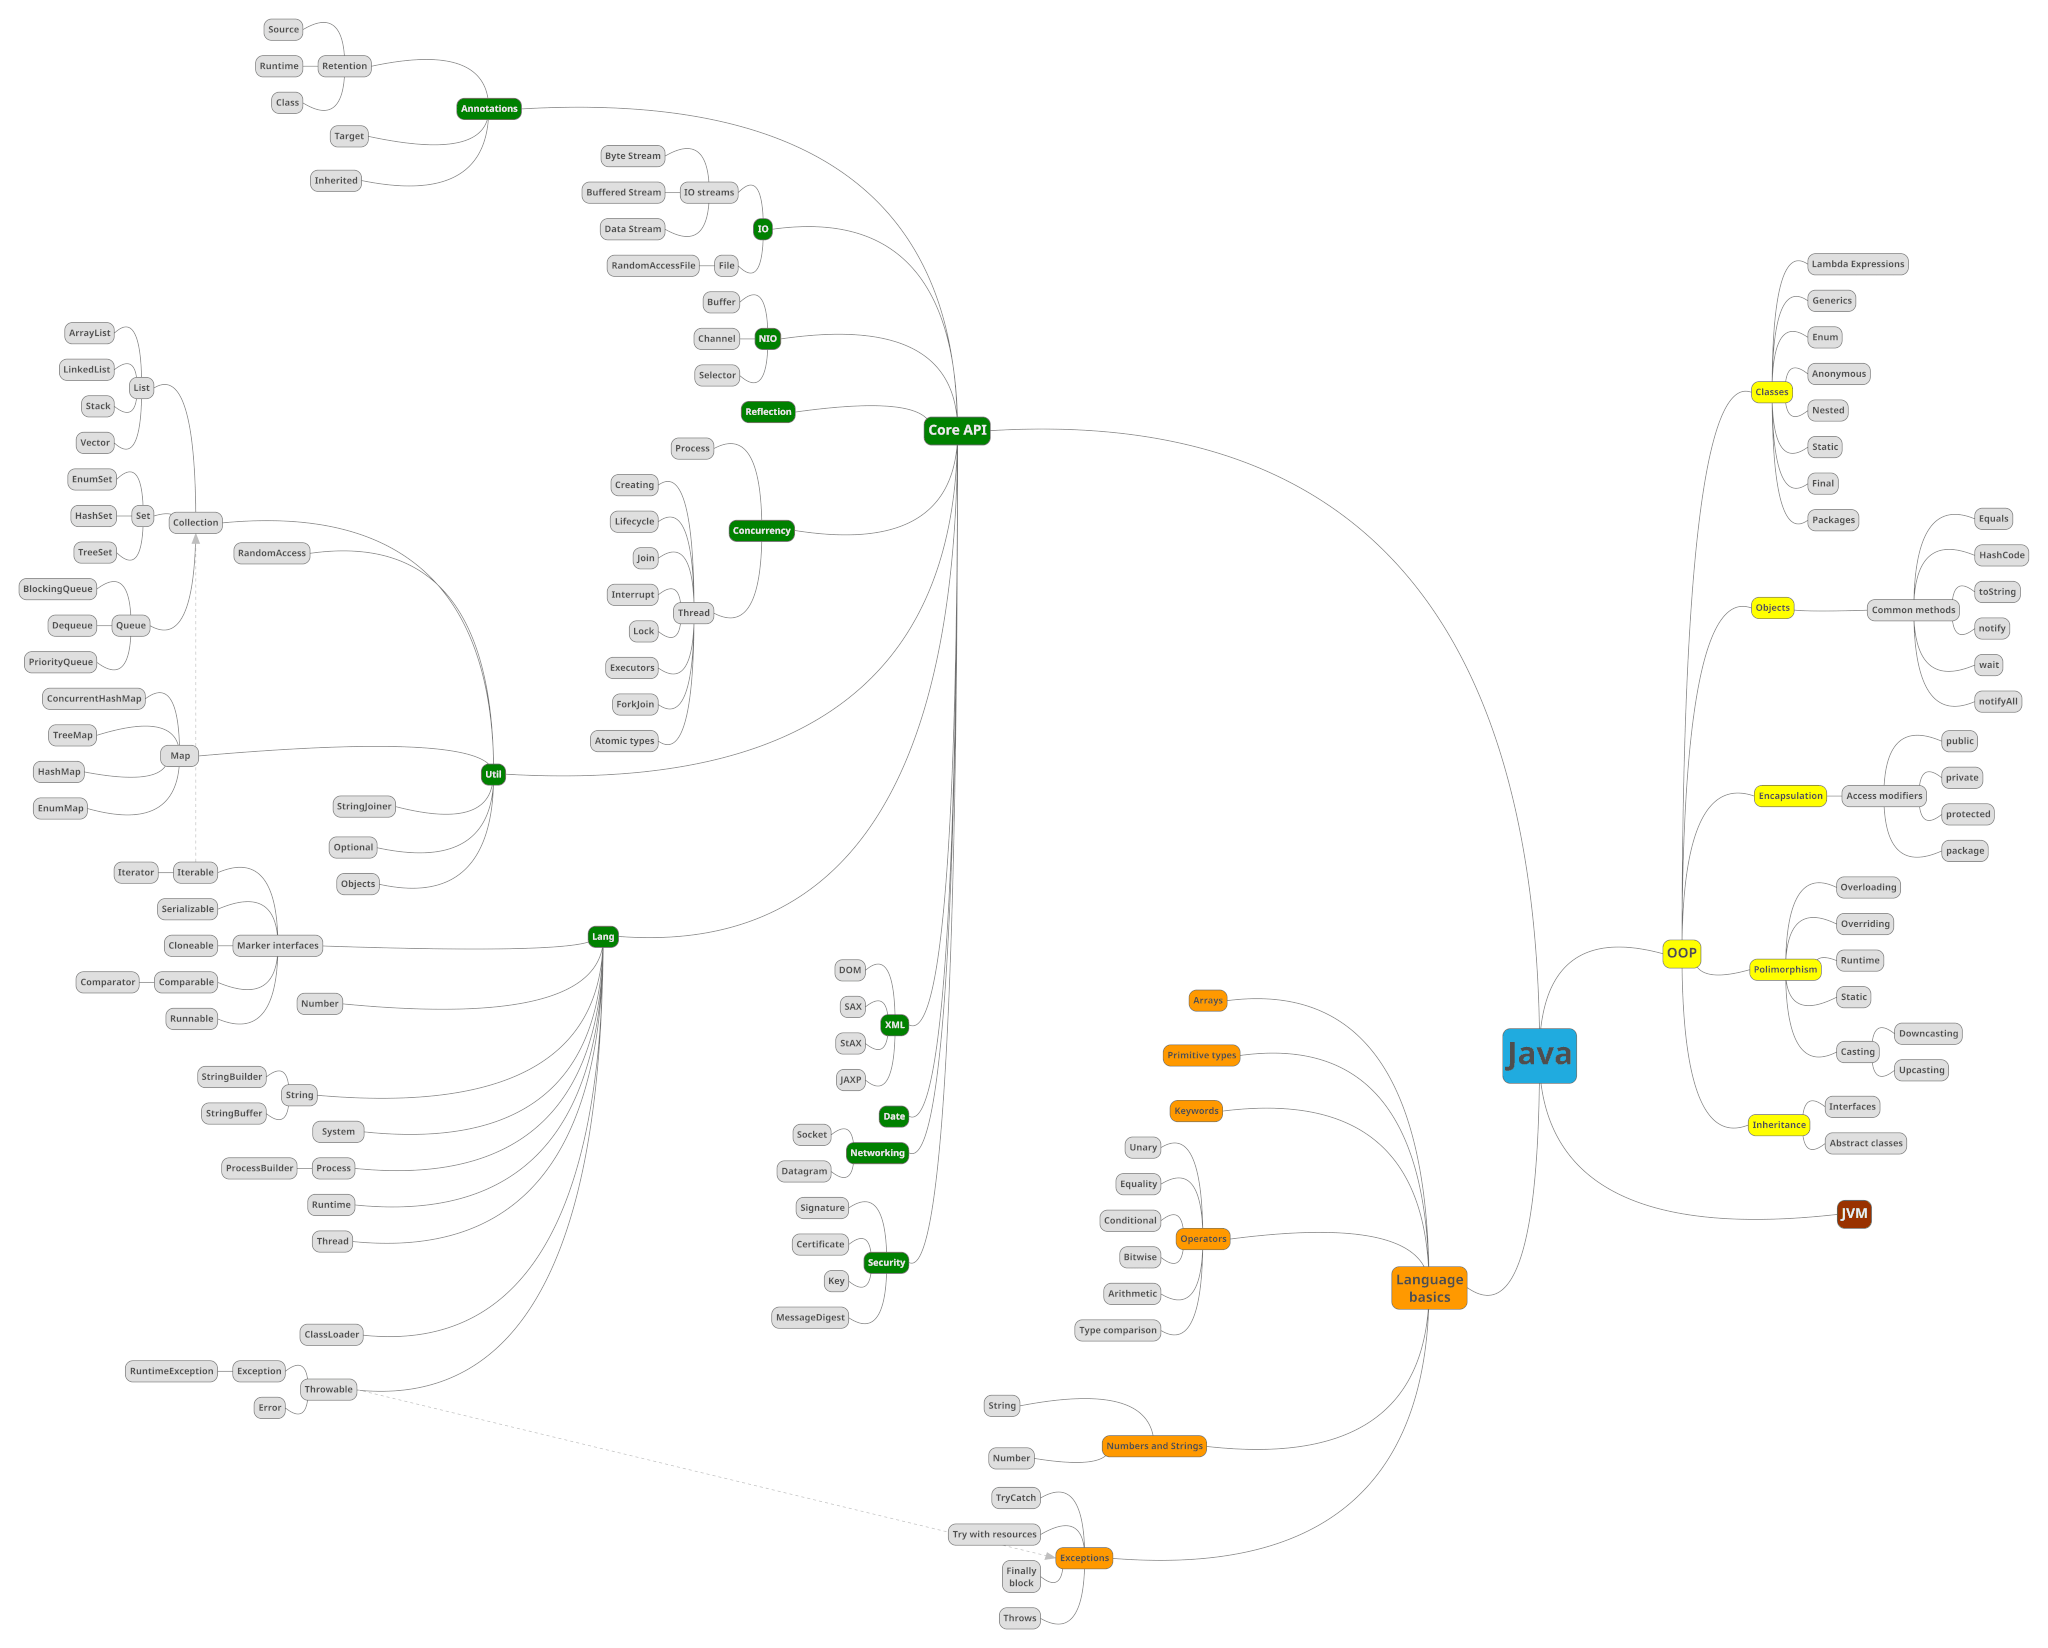 Java
Core API
Annotations
Retention
Source
Runtime
Class
Target
Inherited
IO
IO streams
Byte Stream
Buffered Stream
Data Stream
File
RandomAccessFile
NIO
Buffer
Channel
Selector
Reflection
Concurrency
Process
Thread
Creating
Lifecycle
Join
Interrupt
Lock
Executors
ForkJoin
Atomic types
Util
Collection
List
ArrayList
LinkedList
Stack
Vector
Set
EnumSet
HashSet
TreeSet
Queue
BlockingQueue
Dequeue
PriorityQueue
RandomAccess
Map
ConcurrentHashMap
TreeMap
HashMap
EnumMap
StringJoiner
Optional
Objects
Lang
Marker interfaces
Iterable
Iterator
Serializable
Cloneable
Comparable
Comparator
Runnable
Number
String
StringBuilder
StringBuffer
System
Process
ProcessBuilder
Runtime
Thread
ClassLoader
Throwable
Exception
RuntimeException
Error
XML
DOM
SAX
StAX
JAXP
Date
Networking
Socket
Datagram
Security
Signature
Certificate
Key
MessageDigest
Language
basics
Arrays
Primitive types
Keywords
Operators
Unary
Equality
Conditional
Bitwise
Arithmetic
Type comparison
Numbers and Strings
String
Number
Exceptions
TryCatch
Try with resources
Finally
block
Throws
OOP
Classes
Lambda Expressions
Generics
Enum
Anonymous
Nested
Static
Final
Packages
Objects
Common methods
Equals
HashCode
toString
notify
wait
notifyAll
Encapsulation
Access modifiers
public
private
protected
package
Polimorphism
Overloading
Overriding
Runtime
Static
Casting
Downcasting
Upcasting
Inheritance
Interfaces
Abstract classes
JVM